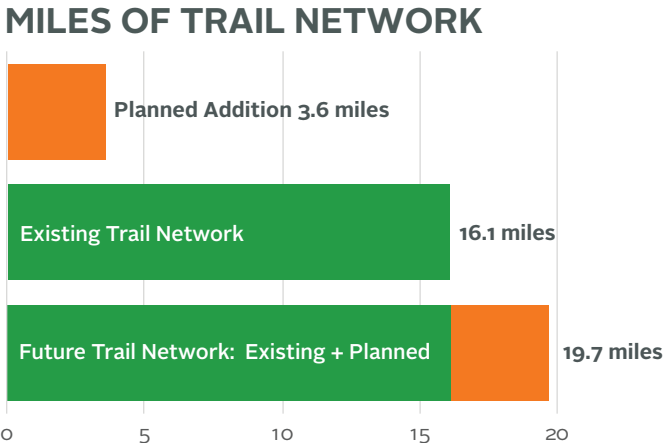 MILES OF TRAIL NETWORK
Planned Addition 3.6 miles
Existing Trail Network
16.1 miles
Future Trail Network: Existing + Planned
19.7 miles
0 5 10 15 20